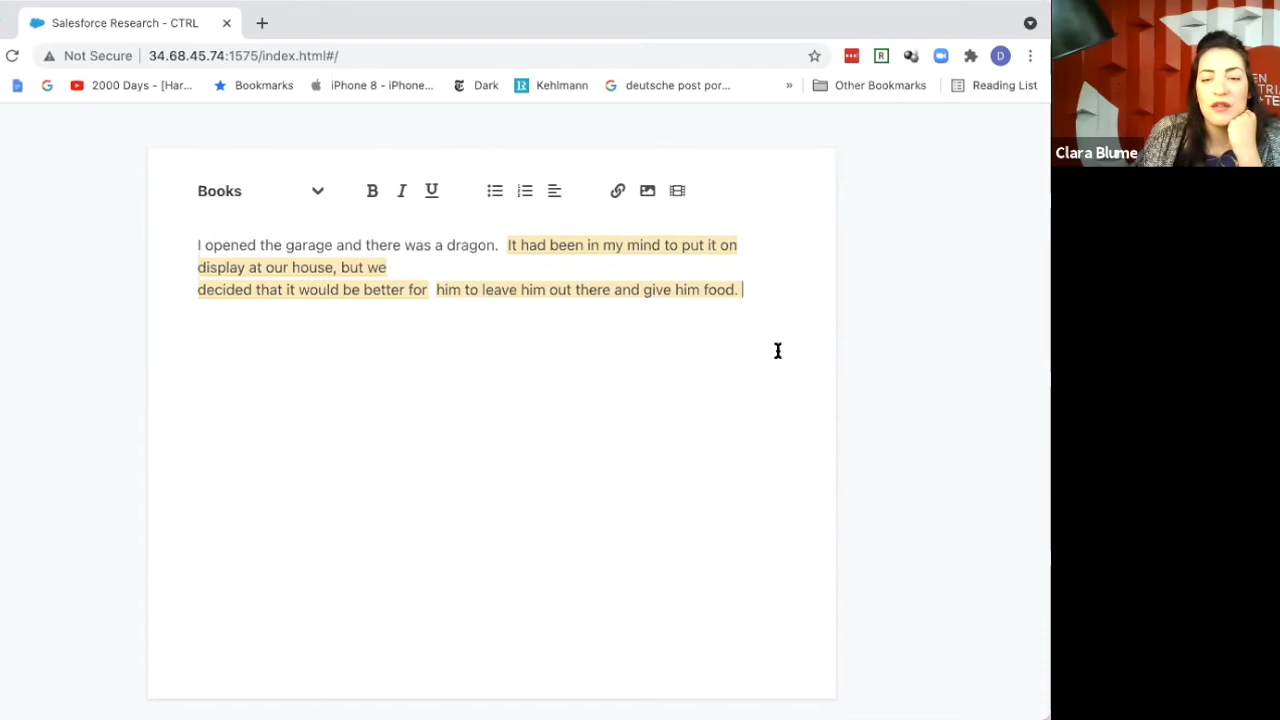 Salesforce Research - CTRL
Not Secure 34.68.45.74:1575/index.html#/
2000 Days - [Har... Bookmarks iPhone 8 - iPhone... Dark Kehlmann deutsche post por... » Other Bookmarks Reading List
D
Clara Blume
Books B I U
I opened the garage and there was a dragon. It had been in my mind to put it on
display at our house, but we
decided that it would be better for him to leave him out there and give him food.